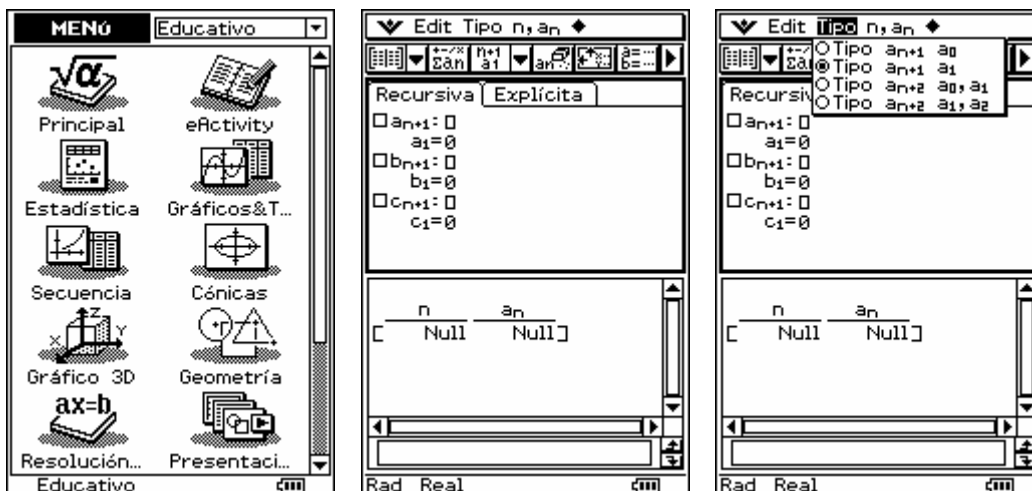 MENú Educativo
Principal eActivity
Estadística Gráficos&T...
Secuencia Cónicas
Gráfico 3D Geometría
ax=b
Resolución... Presentaci...
Educativo
Edit Tipo n,an ◆
Recursiva Explícita
an+1:
a1=0
bn+1:
b1=0
cn+1:
c1=0
n an
[ Null Null ]
Rad Real
Edit Tipo n,an ◆
Tipo an+1 a0
Tipo an+1 a1
Tipo an+2 a0,a1
Tipo an+2 a1,a2
an+1:
a1=0
bn+1:
b1=0
cn+1:
c1=0
n an
[ Null Null ]
Rad Real